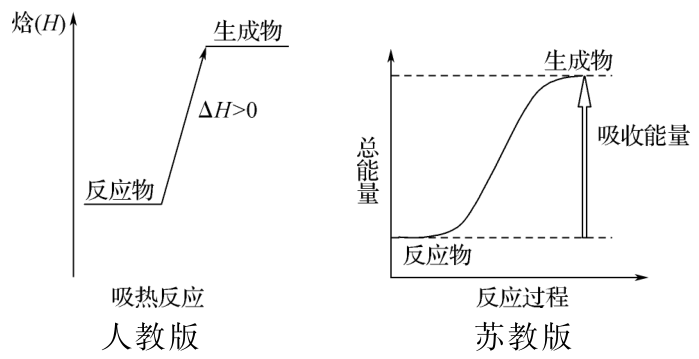 焓(H)
生成物
ΔH>0
反应物
吸热反应
人教版
生成物
总能量
吸收能量
反应物
反应过程
苏教版